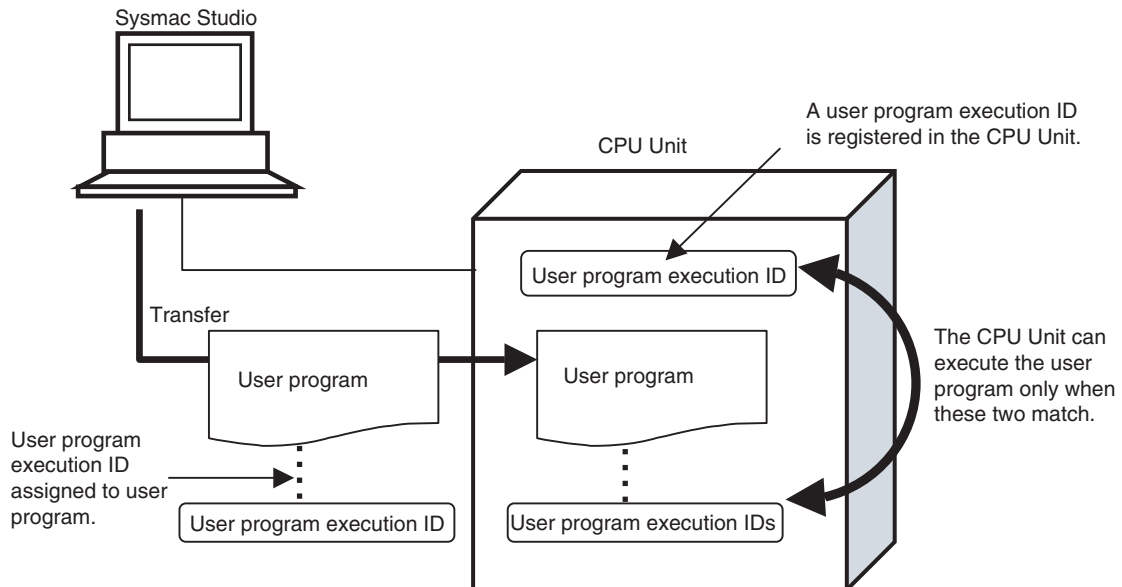 Sysmac Studio
A user program execution ID
is registered in the CPU Unit.
CPU Unit
User program execution ID
Transfer
User program
User program
The CPU Unit can
execute the user
program only when
these two match.
User program
execution ID
assigned to user
program.
User program execution ID
User program execution IDs